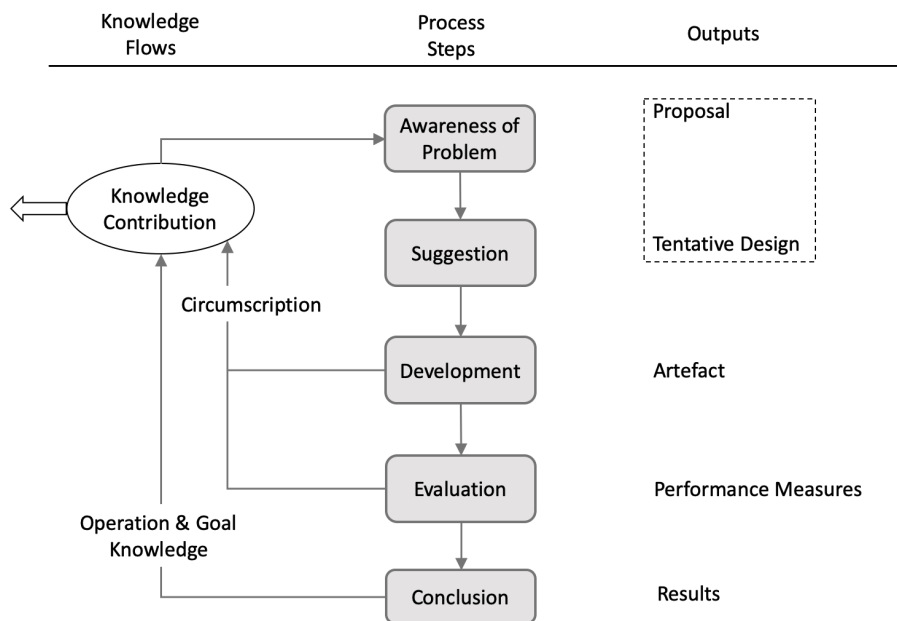 Knowledge
Flows
Process
Steps
Outputs
Awareness of
Problem
Proposal
Knowledge
Contribution
Suggestion
Tentative Design
Circumscription
Development
Artefact
Evaluation
Performance Measures
Operation & Goal
Knowledge
Conclusion
Results